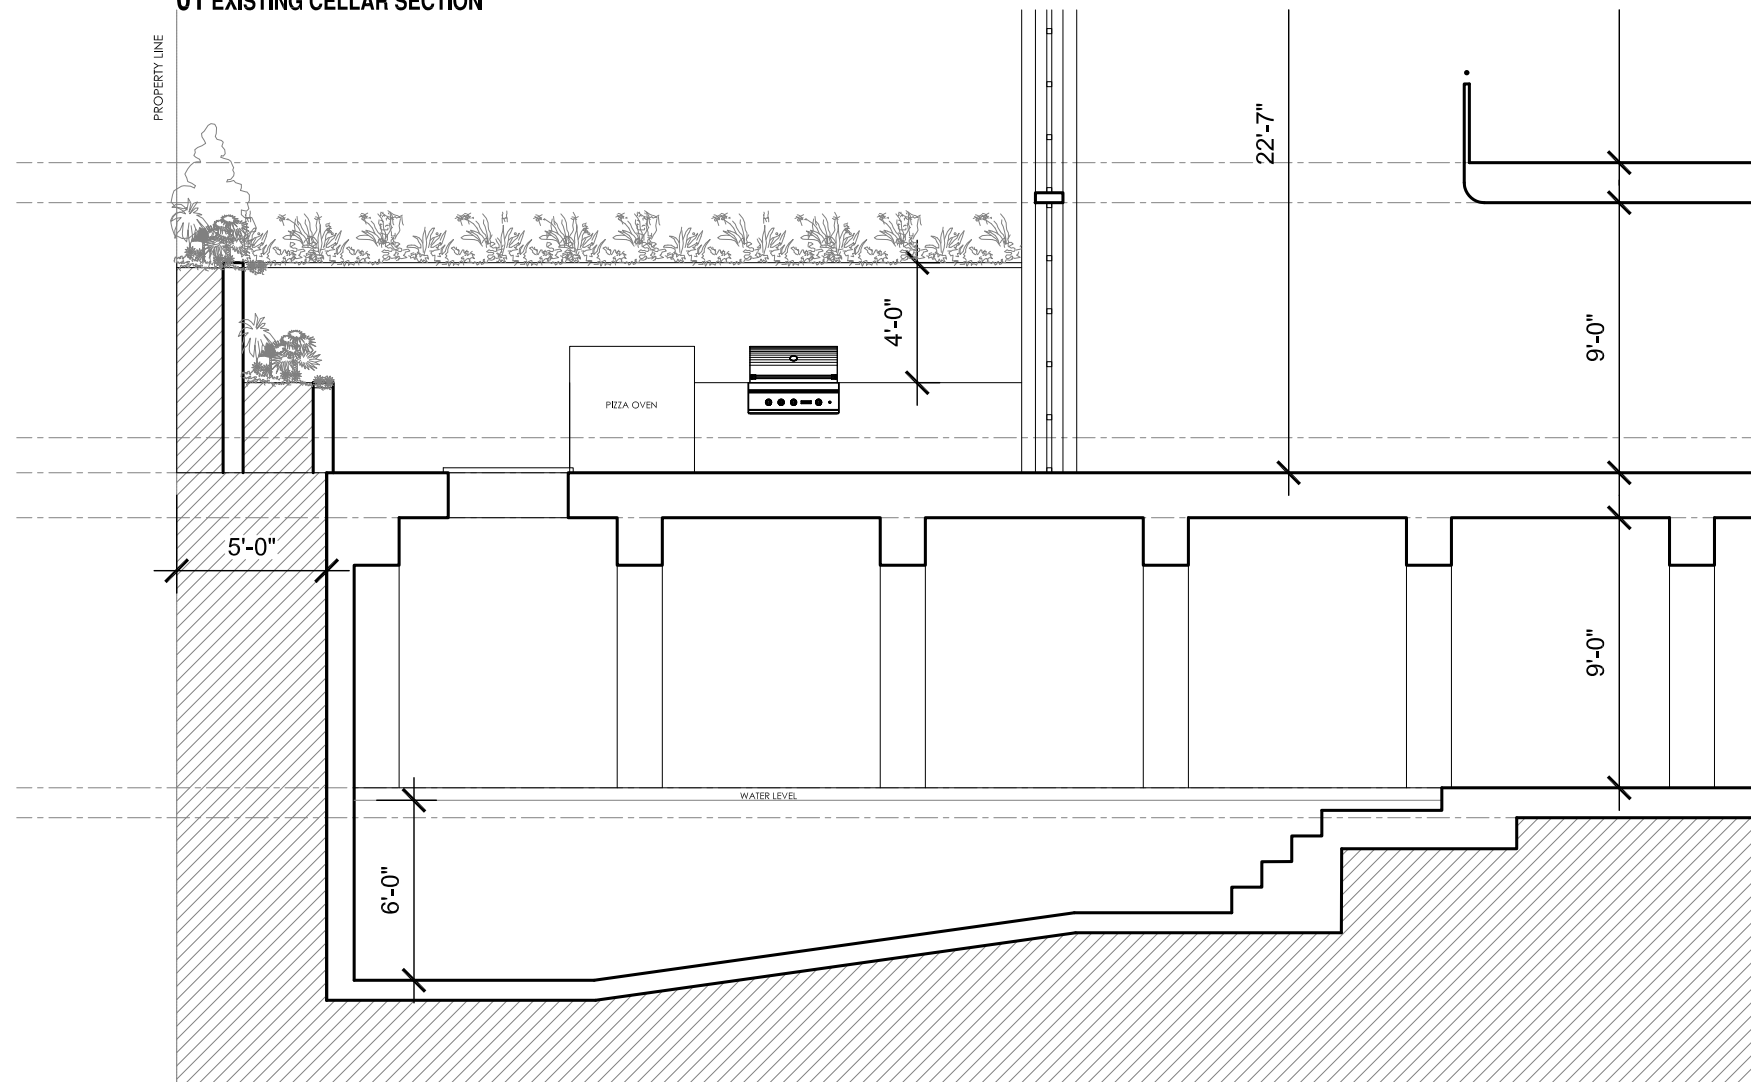 01 EXISTING CELLAR SECTION
PROPERTY LINE
22'-7"
4'-0"
9'-0"
PIZZA OVEN
5'-0"
9'-0"
WATER LEVEL
6'-0"